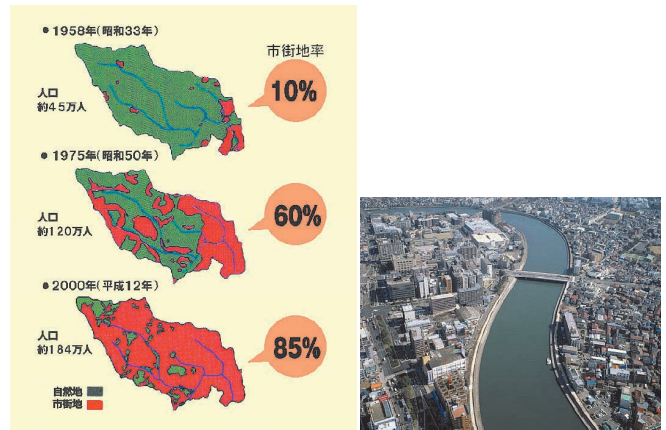 ● 1958年(昭和33年)
市街地率
人口
約45万人
10%
● 1975年(昭和50年)
人口
約120万人
60%
● 2000年(平成12年)
人口
約184万人
85%
自然地
市街地